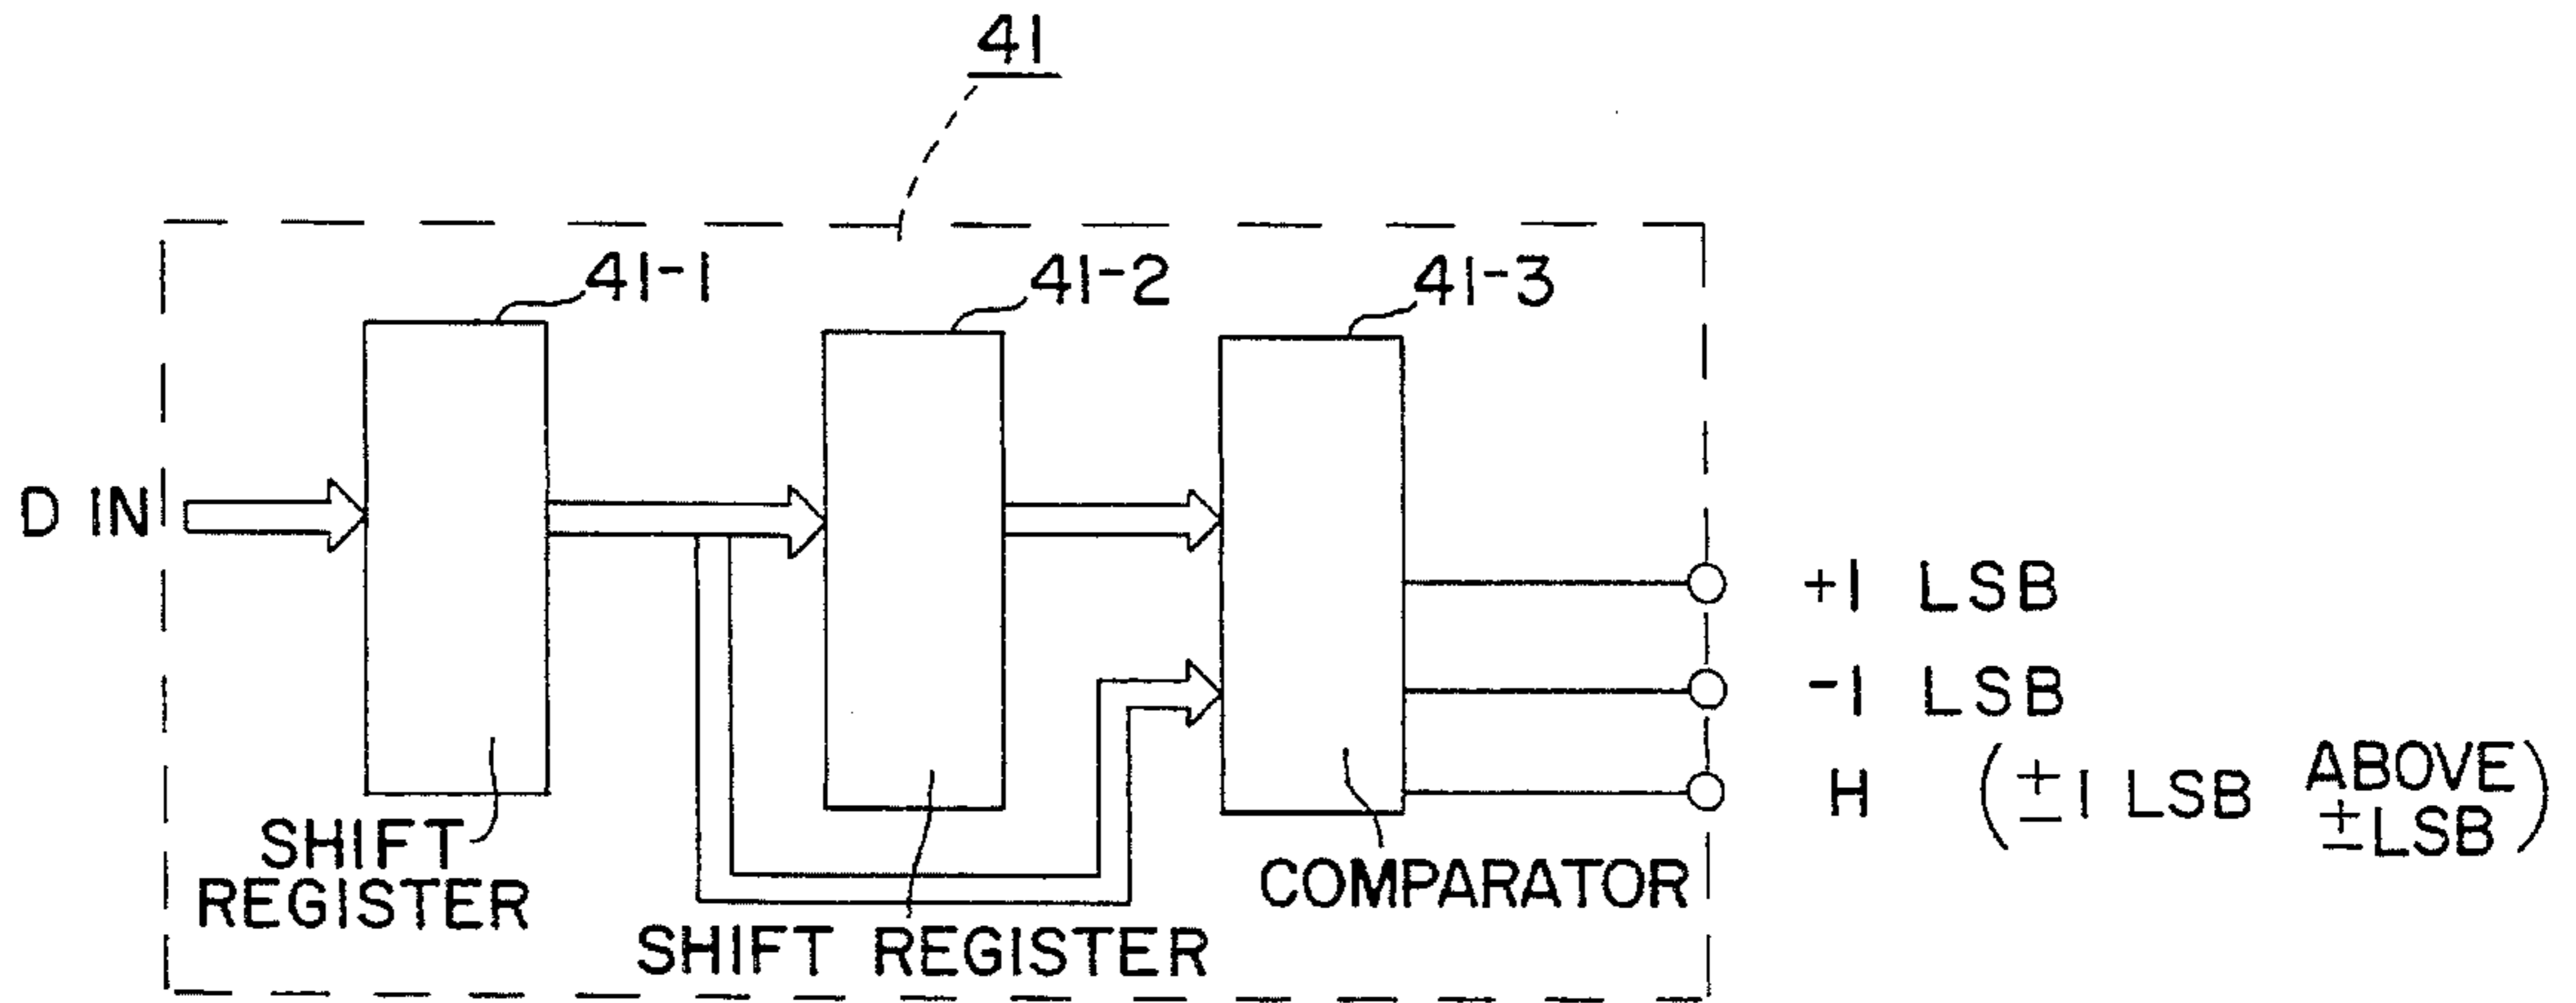 41
41-1
41-2
41-3
D IN
+1 LSB
-1 LSB
H (±1 LSB ABOVE
±LSB)
SHIFT
REGISTER
SHIFT REGISTER
COMPARATOR